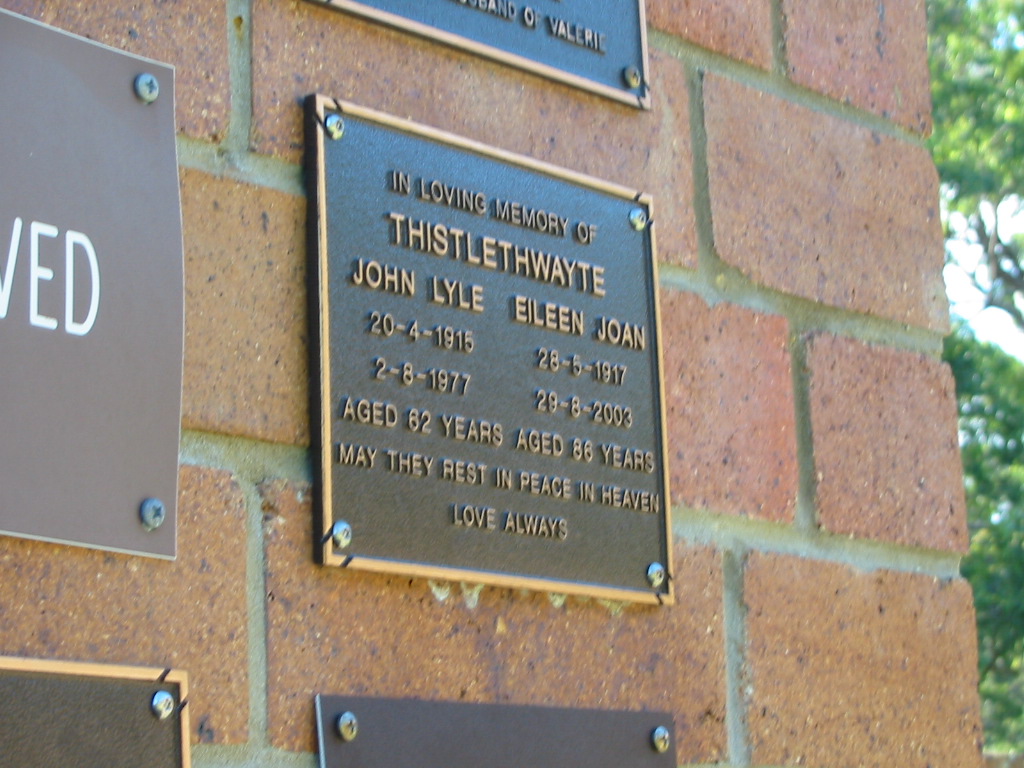 HUSBAND OF VALERIE
VED
IN LOVING MEMORY OF
THISTLETHWAYTE
JOHN LYLE EILEEN JOAN
20-4-1915 28-5-1917
2-8-1977 29-8-2003
AGED 62 YEARS AGED 86 YEARS
MAY THEY REST IN PEACE IN HEAVEN
LOVE ALWAYS